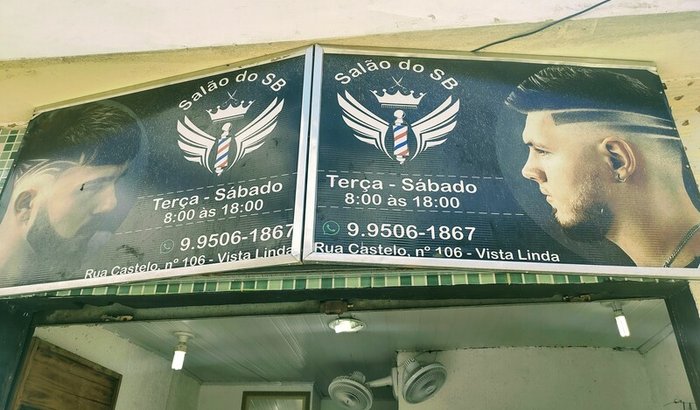 Salão do SB
Terça - Sábado
8:00 às 18:00
9.9506-1867
Rua Castelo, nº 106 - Vista Linda
Salão do SB
Terça - Sábado
8:00 às 18:00
9.9506-1867
Rua Castelo, nº 106 - Vista Linda